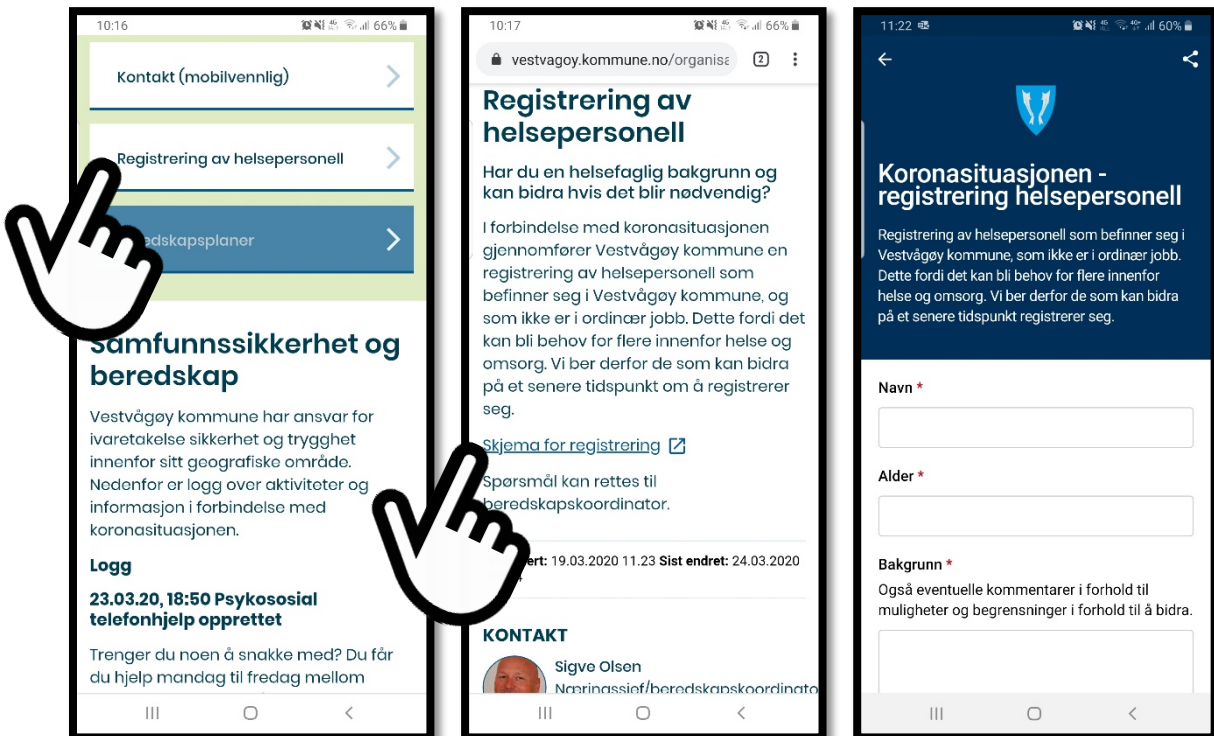 10:16
66%
Kontakt (mobilvennlig)
Registrering av helsepersonell
edskapsplaner
Samfunnssikkerhet og
beredskap
Vestvågøy kommune har ansvar for
ivaretakelse sikkerhet og trygghet
innenfor sitt geografiske område.
Nedenfor er logg over aktiviteter og
informasjon i forbindelse med
koronasituasjonen.
Logg
23.03.20, 18:50 Psykososial
telefonhjelp opprettet
Trenger du noen å snakke med? Du får
du hjelp mandag til fredag mellom
10:17
66%
vestvagoy.kommune.no/organisa
2
Registrering av
helsepersonell
Har du en helsefaglig bakgrunn og
kan bidra hvis det blir nødvendig?
I forbindelse med koronasituasjonen
gjennomfører Vestvågøy kommune en
registrering av helsepersonell som
befinner seg i Vestvågøy kommune, og
som ikke er i ordinær jobb. Dette fordi det
kan bli behov for flere innenfor helse og
omsorg. Vi ber derfor de som kan bidra
på et senere tidspunkt om å registrerer
seg.
Skjema for registrering
Spørsmål kan rettes til
beredskapskoordinator.
ert: 19.03.2020 11.23 Sist endret: 24.03.2020
KONTAKT
Sigve Olsen
Næringssjef/beredskapskoordinato
11:22
60%
Koronasituasjonen -
registrering helsepersonell
Registrering av helsepersonell som befinner seg i
Vestvågøy kommune, som ikke er i ordinær jobb.
Dette fordi det kan bli behov for flere innenfor
helse og omsorg. Vi ber derfor de som kan bidra
på et senere tidspunkt registrerer seg.
Navn *
Alder *
Bakgrunn *
Også eventuelle kommentarer i forhold til
muligheter og begrensninger i forhold til å bidra.